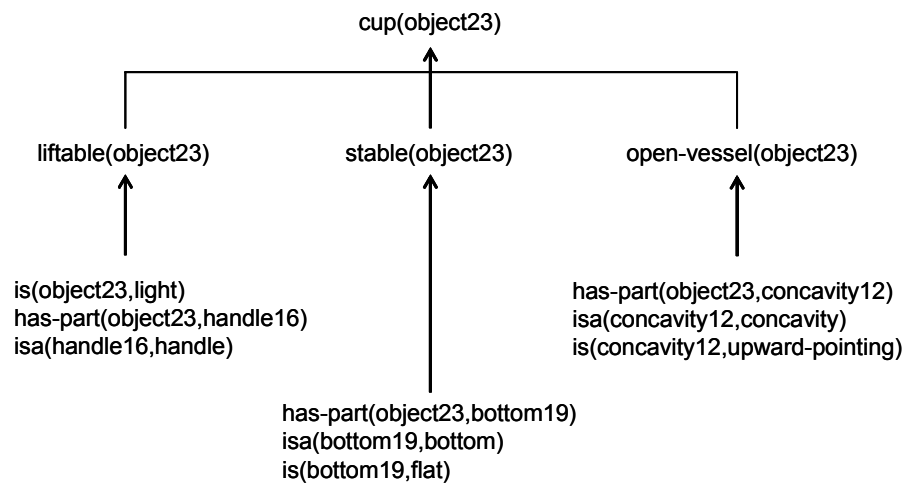 cup(object23)
liftable(object23)
stable(object23)
open-vessel(object23)
is(object23,light)
has-part(object23,handle16)
isa(handle16,handle)
has-part(object23,concavity12)
isa(concavity12,concavity)
is(concavity12,upward-pointing)
has-part(object23,bottom19)
isa(bottom19,bottom)
is(bottom19,flat)